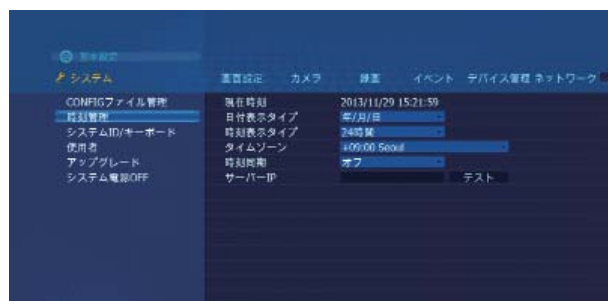 システム 画面設定 カメラ 録画 イベント デバイス管理 ネットワーク
CONFIGファイル管理 現在時刻 2013/11/29 15:21:59
時刻管理 日付表示タイプ 年/月/日
システムID/キーボード 時刻表示タイプ 24時間
使用者 タイムゾーン +09:00 Seoul
アップグレード 時刻同期 オフ
システム電源OFF サーバーIP テスト